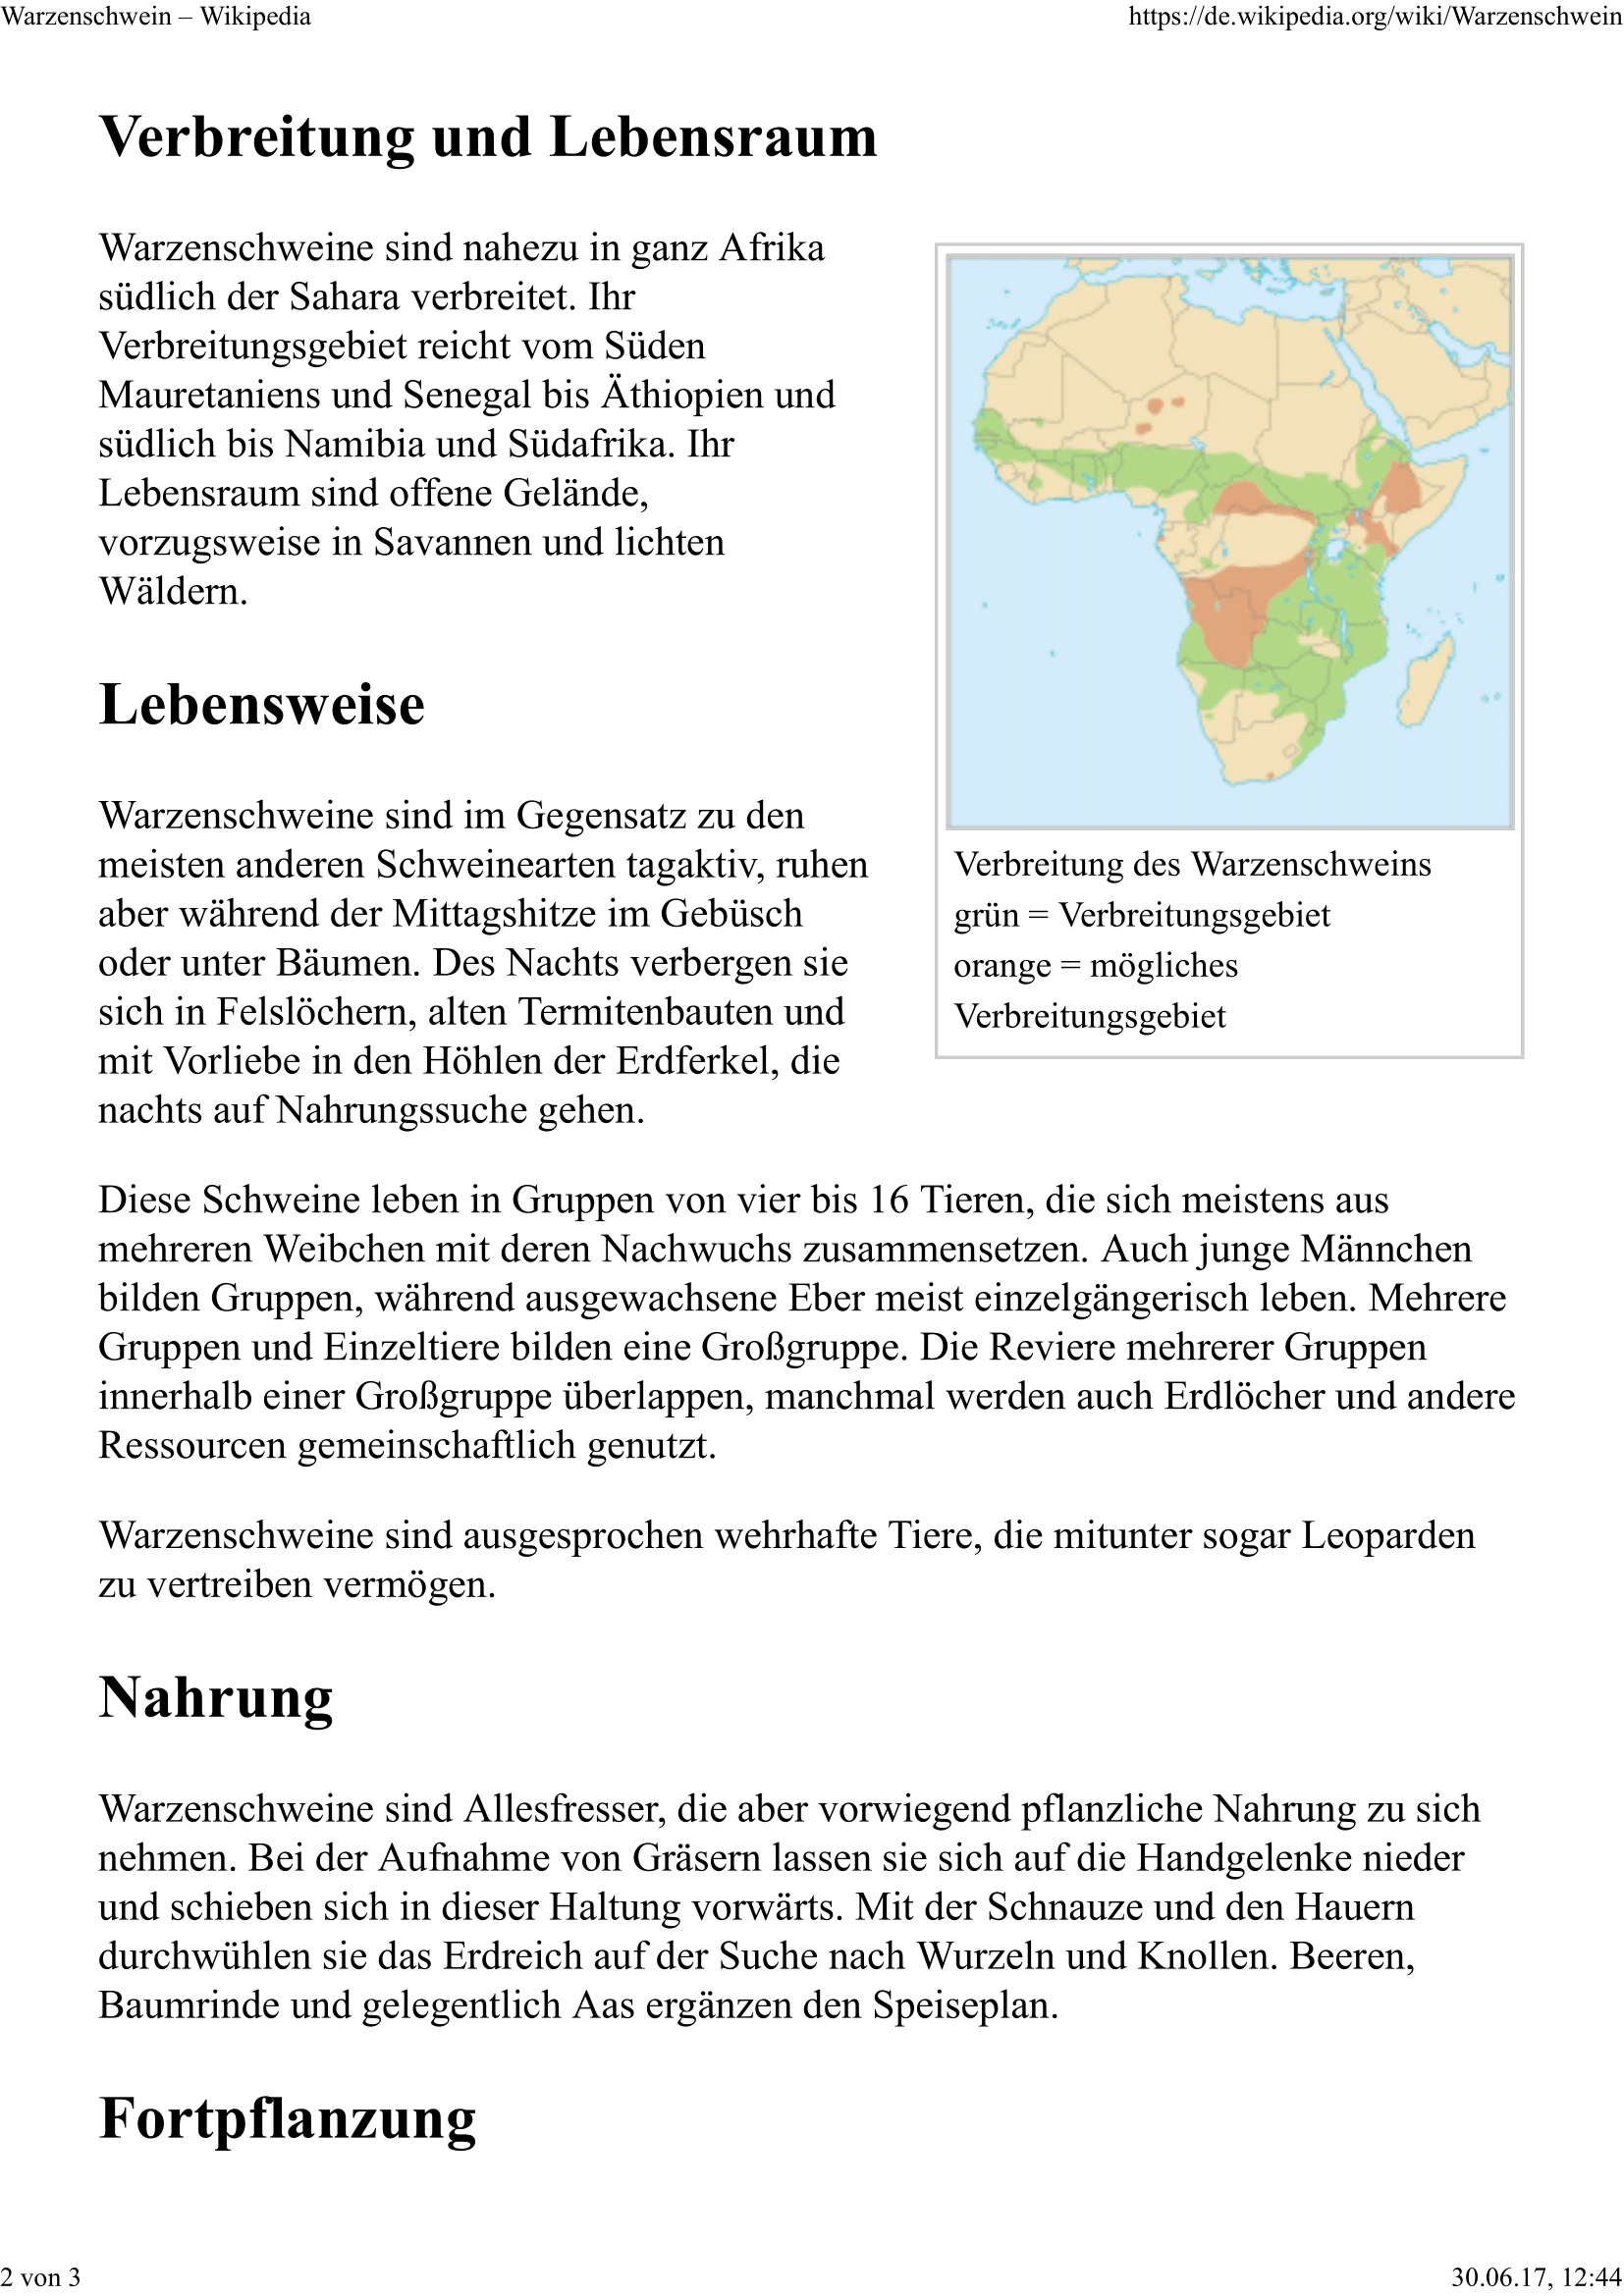 Warzenschwein – Wikipedia
https://de.wikipedia.org/wiki/Warzenschwein
Verbreitung und Lebensraum
Warzenschweine sind nahezu in ganz Afrika
südlich der Sahara verbreitet. Ihr
Verbreitungsgebiet reicht vom Süden
Mauretaniens und Senegal bis Äthiopien und
südlich bis Namibia und Südafrika. Ihr
Lebensraum sind offene Gelände,
vorzugsweise in Savannen und lichten
Wäldern.
Verbreitung des Warzenschweins
grün = Verbreitungsgebiet
orange = mögliches
Verbreitungsgebiet
Lebensweise
Warzenschweine sind im Gegensatz zu den
meisten anderen Schweinearten tagaktiv, ruhen
aber während der Mittagshitze im Gebüsch
oder unter Bäumen. Des Nachts verbergen sie
sich in Felslöchern, alten Termitenbauten und
mit Vorliebe in den Höhlen der Erdferkel, die
nachts auf Nahrungssuche gehen.
Diese Schweine leben in Gruppen von vier bis 16 Tieren, die sich meistens aus
mehreren Weibchen mit deren Nachwuchs zusammensetzen. Auch junge Männchen
bilden Gruppen, während ausgewachsene Eber meist einzelgängerisch leben. Mehrere
Gruppen und Einzeltiere bilden eine Großgruppe. Die Reviere mehrerer Gruppen
innerhalb einer Großgruppe überlappen, manchmal werden auch Erdlöcher und andere
Ressourcen gemeinschaftlich genutzt.
Warzenschweine sind ausgesprochen wehrhafte Tiere, die mitunter sogar Leoparden
zu vertreiben vermögen.
Nahrung
Warzenschweine sind Allesfresser, die aber vorwiegend pflanzliche Nahrung zu sich
nehmen. Bei der Aufnahme von Gräsern lassen sie sich auf die Handgelenke nieder
und schieben sich in dieser Haltung vorwärts. Mit der Schnauze und den Hauern
durchwühlen sie das Erdreich auf der Suche nach Wurzeln und Knollen. Beeren,
Baumrinde und gelegentlich Aas ergänzen den Speiseplan.
Fortpflanzung
2 von 3
30.06.17, 12:44